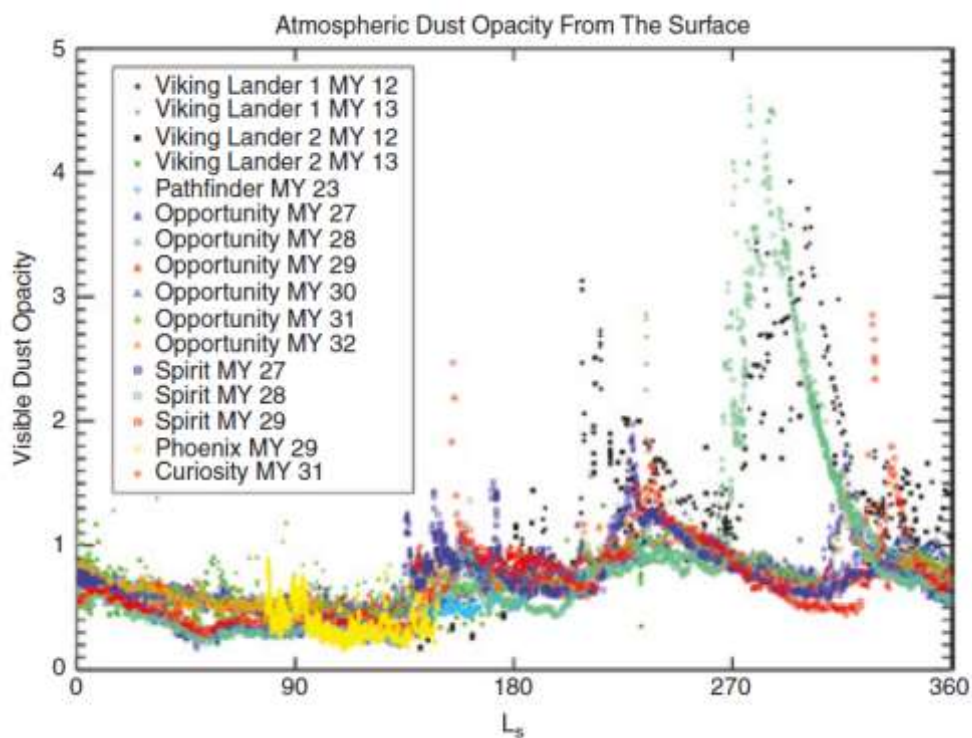 Atmospheric Dust Opacity From The Surface
5
4
3
2
1
0
Visible Dust Opacity
Viking Lander 1 MY 12
Viking Lander 1 MY 13
Viking Lander 2 MY 12
Viking Lander 2 MY 13
Pathfinder MY 23
Opportunity MY 27
Opportunity MY 28
Opportunity MY 29
Opportunity MY 30
Opportunity MY 31
Opportunity MY 32
Spirit MY 27
Spirit MY 28
Spirit MY 29
Phoenix MY 29
Curiosity MY 31
0 90 180 270 360
Ls